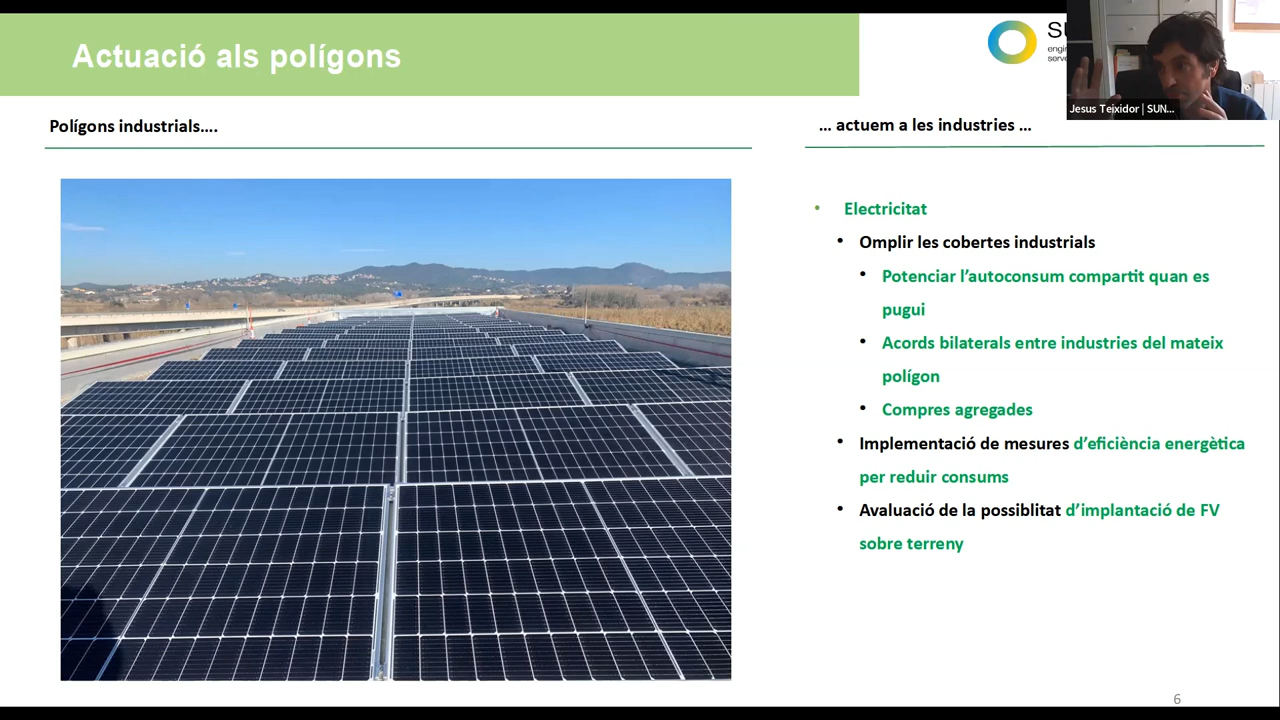 Actuació als polígons
Polígons industrials....
... actuem a les industries ...
Jesus Teixidor | SUN...
Electricitat
Omplir les cobertes industrials
Potenciar l'autoconsum compartit quan es
pugui
Acords bilaterals entre industries del mateix
polígon
Compres agregades
Implementació de mesures d'eficiència energètica
per reduir consums
Avaluació de la possiblitat d'implantació de FV
sobre terreny
6